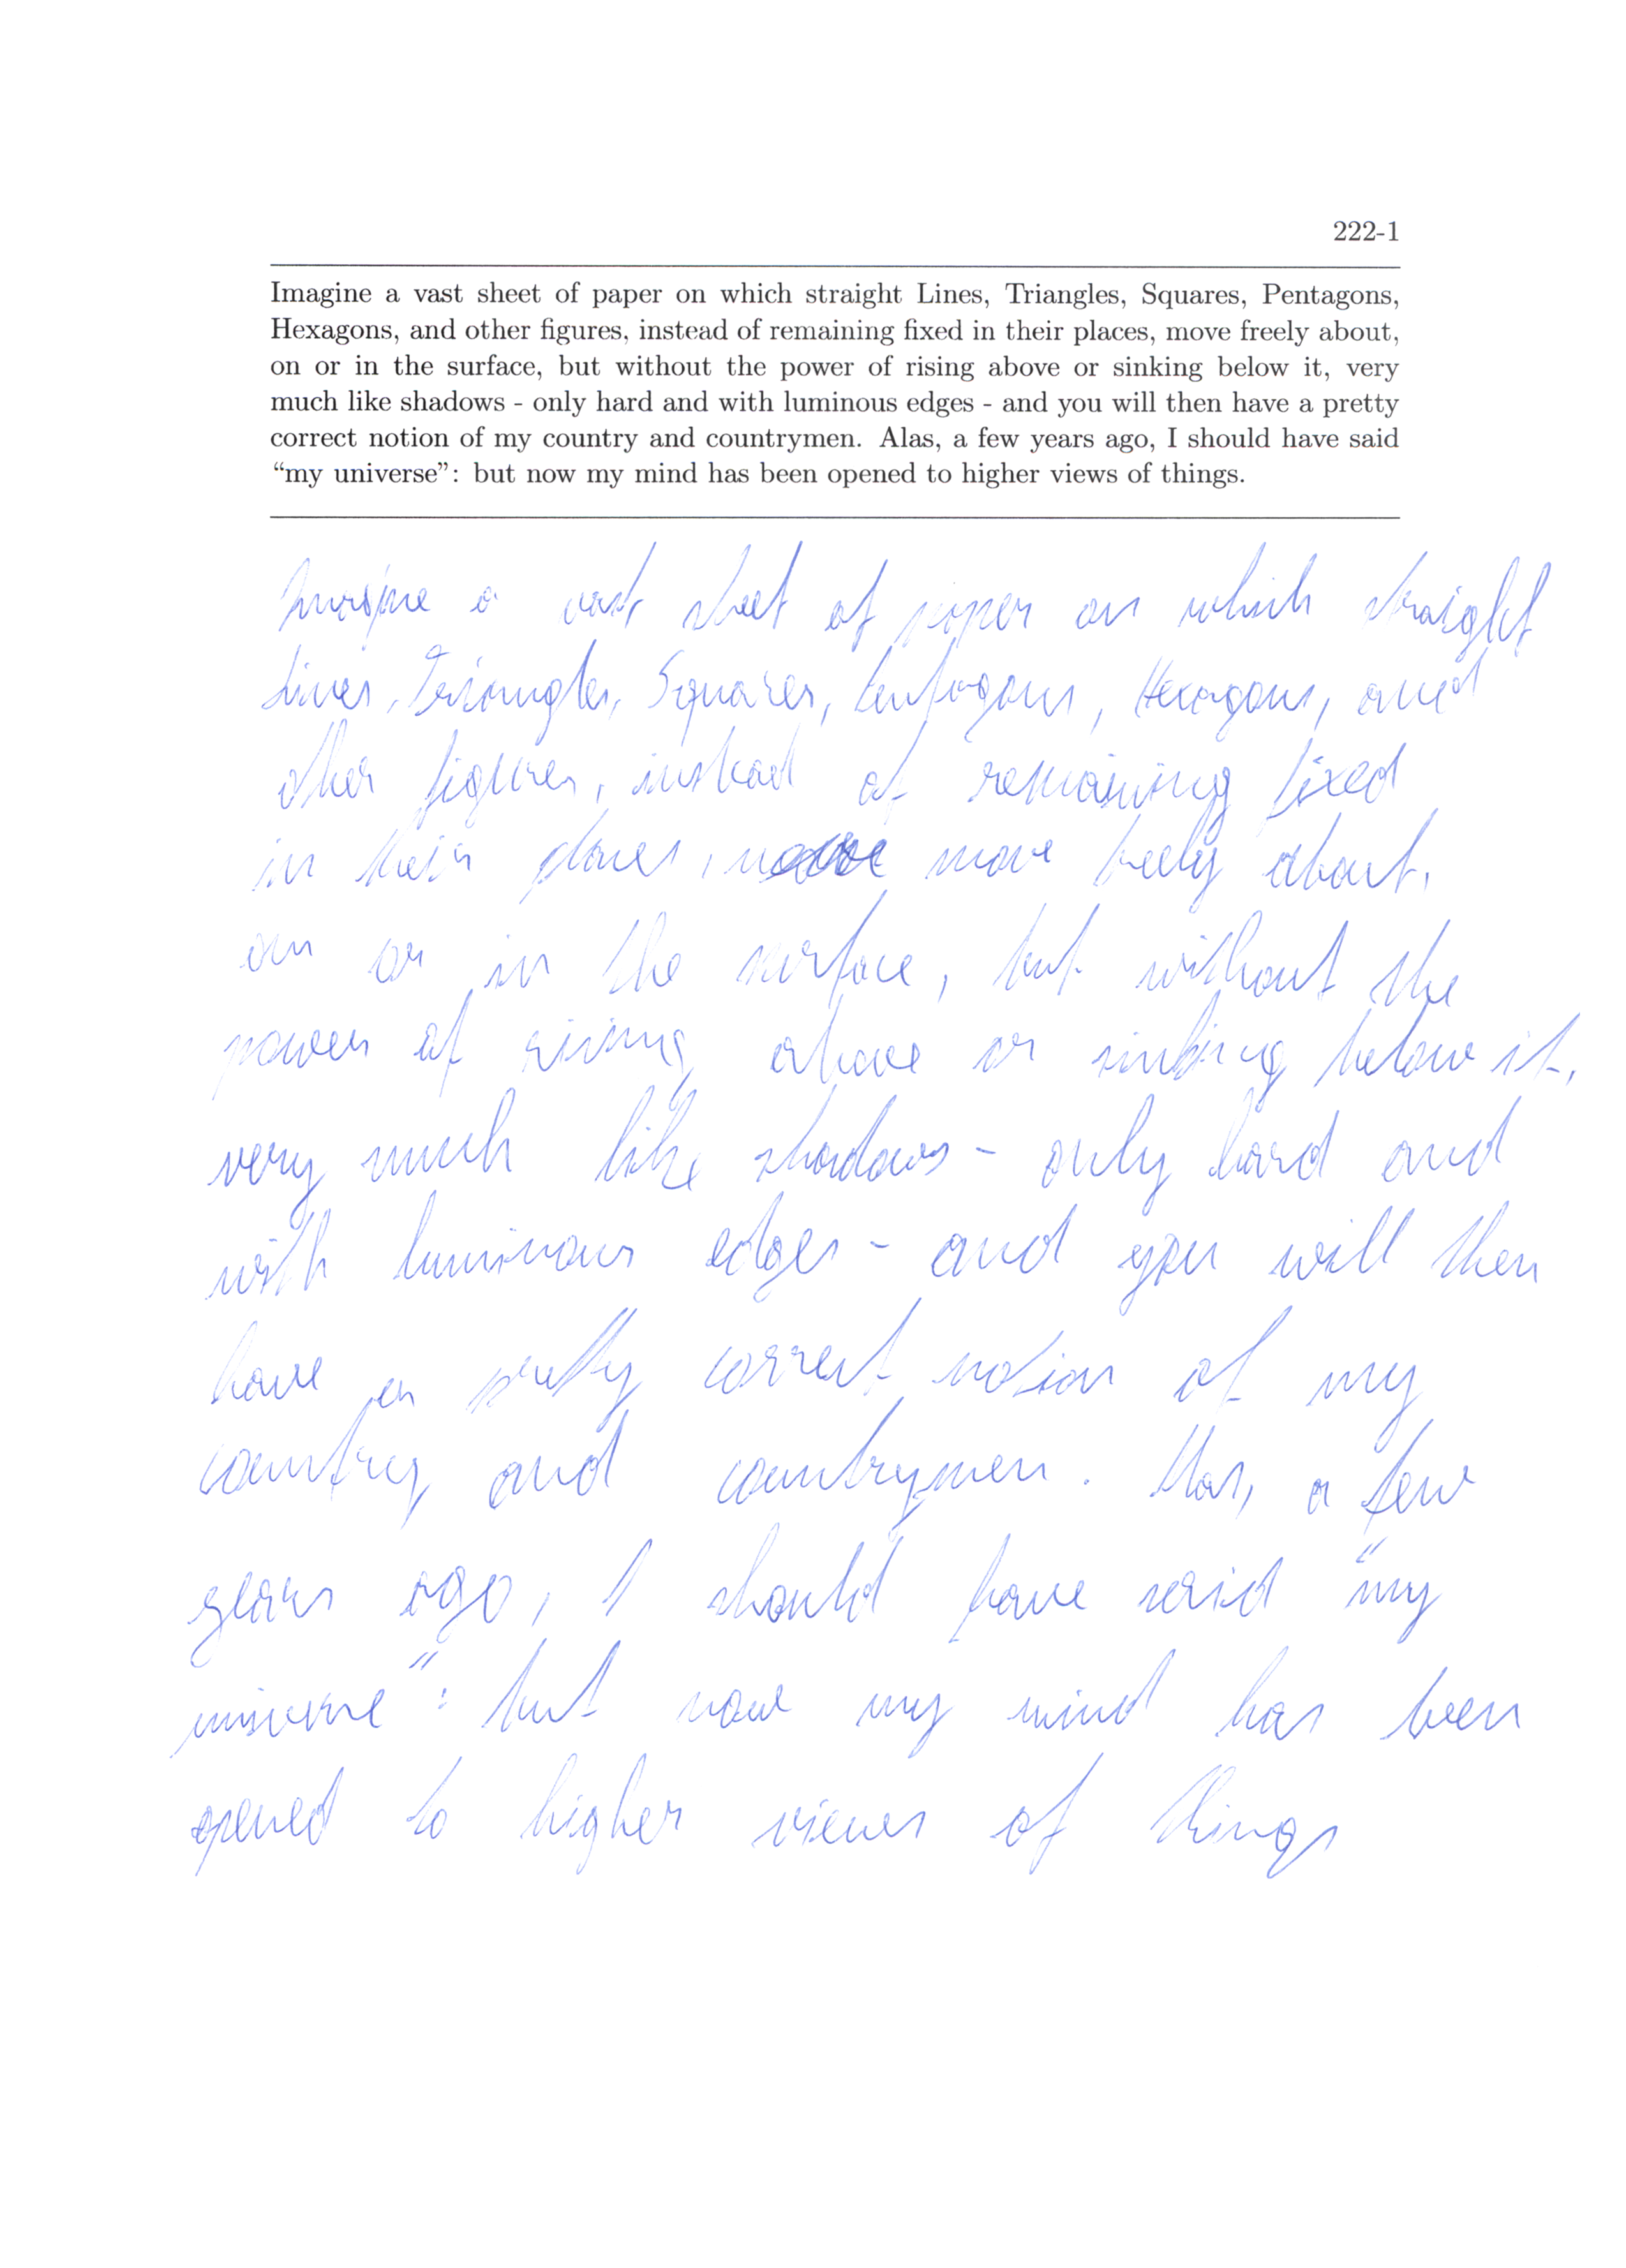 222-1
Imagine a vast sheet of paper on which straight Lines, Triangles, Squares, Pentagons,
Hexagons, and other figures, instead of remaining fixed in their places, move freely about,
on or in the surface, but without the power of rising above or sinking below it, very
much like shadows - only hard and with luminous edges - and you will then have a pretty
correct notion of my country and countrymen. Alas, a few years ago, I should have said
“my universe”: but now my mind has been opened to higher views of things.
Imagine a vast sheet of paper on which straight
Lines, Triangles, Squares, Pentagons, Hexagons, and
other figures, instead of remaining fixed
in their places, move freely about,
on or in the surface, but without the
power of rising above or sinking below it,
very much like shadows - only hard and
with luminous edges - and you will then
have a pretty correct notion of my
country and countrymen. Alas, a few
years ago, I should have said "my
universe": but now my mind has been
opened to higher views of things